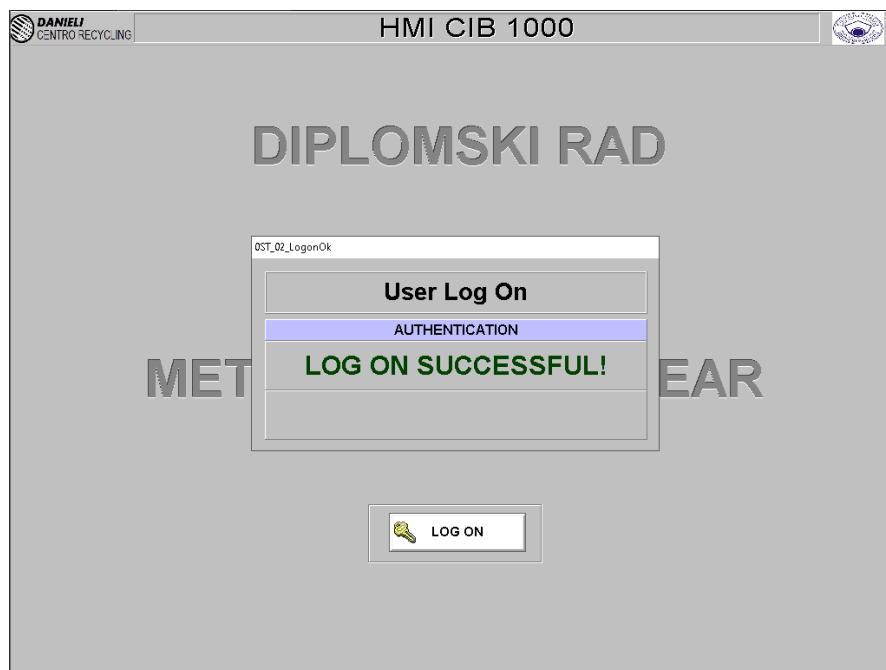 DANIELI
CENTRO RECYCLING
HMI CIB 1000
DIPLOMSKI RAD
OST_02_LogonOk
User Log On
AUTHENTICATION
LOG ON SUCCESSFUL!
MET EAR
LOG ON